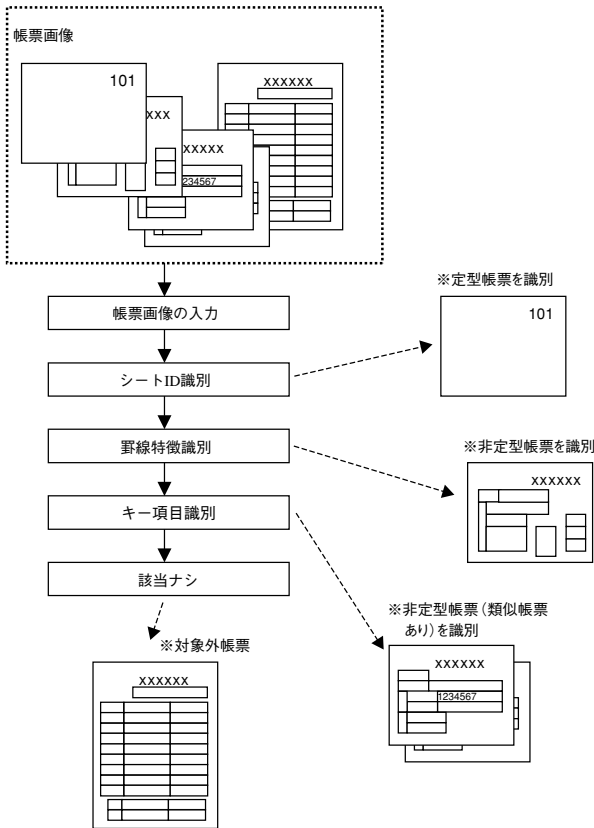 帳票画像
101
xxx
xxxxxx
xxxxx
234567
帳票画像の入力
※定型帳票を識別
101
シートID識別
罫線特徴識別
※非定型帳票を識別
xxxxxx
キー項目識別
該当ナシ
※非定型帳票（類似帳票
あり）を識別
xxxxxx
1234567
※対象外帳票
xxxxxx